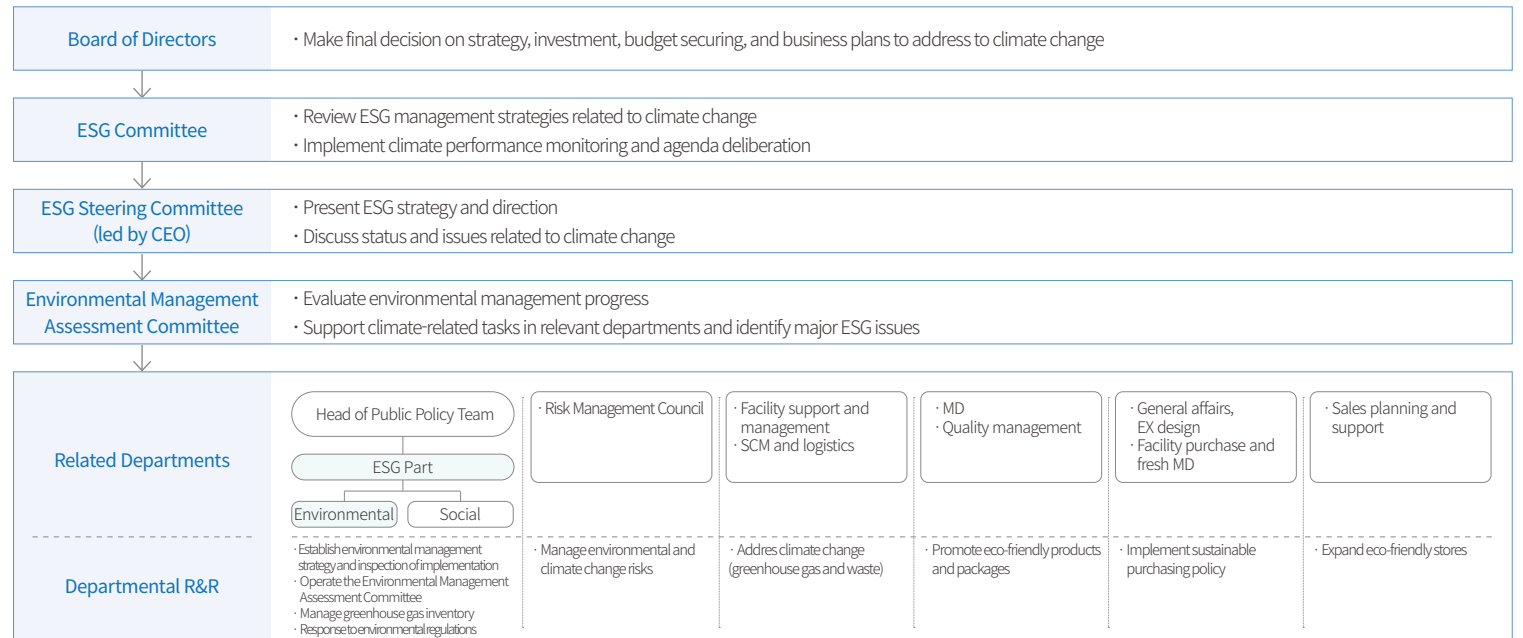 Board of Directors
· Make final decision on strategy, investment, budget securing, and business plans to address to climate change
ESG Committee
· Review ESG management strategies related to climate change
· Implement climate performance monitoring and agenda deliberation
ESG Steering Committee
(led by CEO)
· Present ESG strategy and direction
· Discuss status and issues related to climate change
Environmental Management
Assessment Committee
· Evaluate environmental management progress
· Support climate-related tasks in relevant departments and identify major ESG issues
Related Departments
Head of Public Policy Team
ESG Part
Environmental
Social
· Risk Management Council
· Facility support and
management
· SCM and logistics
· MD
· Quality management
· General affairs,
EX design
· Facility purchase and
fresh MD
· Sales planning and
support
Departmental R&R
· Establish environmental management
strategy and inspection of implementation
· Operate the Environmental Management
Assessment Committee
· Manage greenhouse gas inventory
· Response to environmental regulations
· Manage environmental and
climate change risks
· Addres climate change
(greenhouse gas and waste)
· Promote eco-friendly products
and packages
· Implement sustainable
purchasing policy
· Expand eco-friendly stores